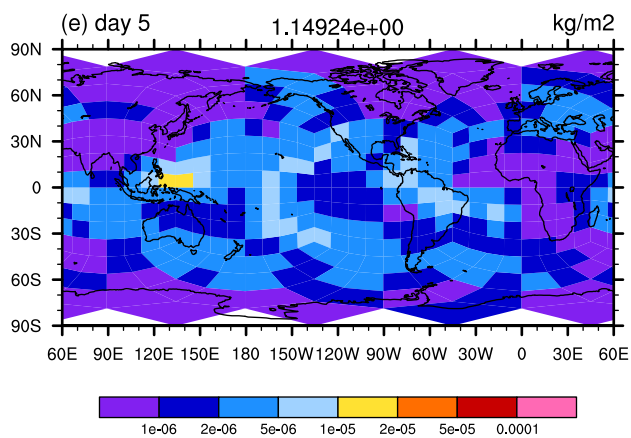 (e) day 5 1.14924e+00 kg/m2
90N
60N
30N
0
30S
60S
90S
60E 90E 120E 150E 180 150W 120W 90W 60W 30W 0 30E 60E
1e-06 2e-06 5e-06 1e-05 2e-05 5e-05 0.0001